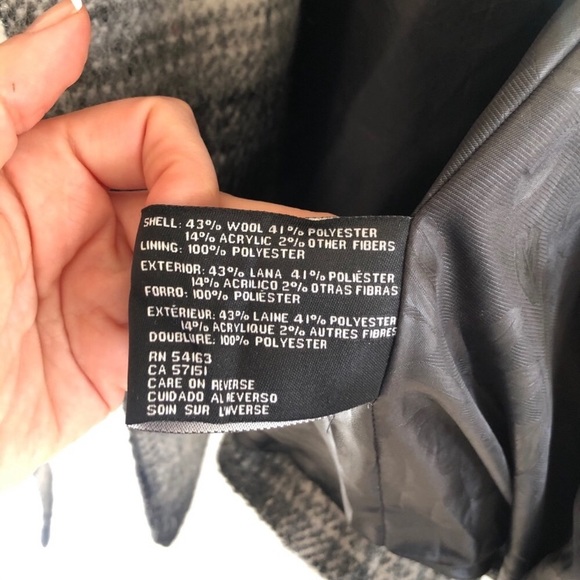 SHELL: 43% WOOL 41% POLYESTER
14% ACRYLIC 2% OTHER FIBERS
LINING: 100% POLYESTER
EXTERIOR: 43% LANA 41% POLIÉSTER
14% ACRILICO 2% OTRAS FIBRAS
FORRO: 100% POLIÉSTER
EXTÉRIEUR: 43% LAINE 41% POLYESTER
14% ACRYLIQUE 2% AUTRES FIBRES
DOUBLURE: 100% POLYESTER
RN 54163
CA 57151
CARE ON REVERSE
CUIDADO AL REVERSO
SOIN SUR L'INVERSE